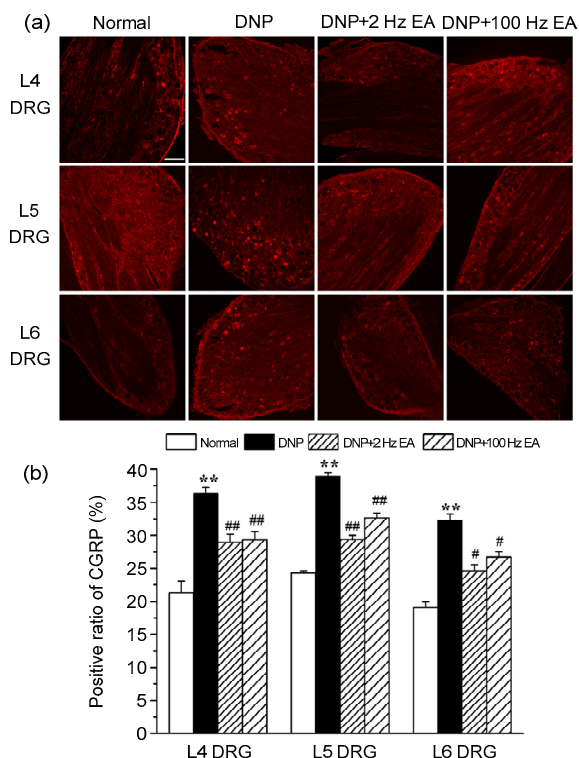 (a) Normal DNP DNP+2 Hz EA DNP+100 Hz EA
L4
DRG
L5
DRG
L6
DRG
Normal DNP DNP+2 Hz EA DNP+100 Hz EA
(b)
Positive ratio of CGRP (%)
40
35
30
25
20
15
10
5
0
** ## ##
** ## ##
** # #
L4 DRG L5 DRG L6 DRG